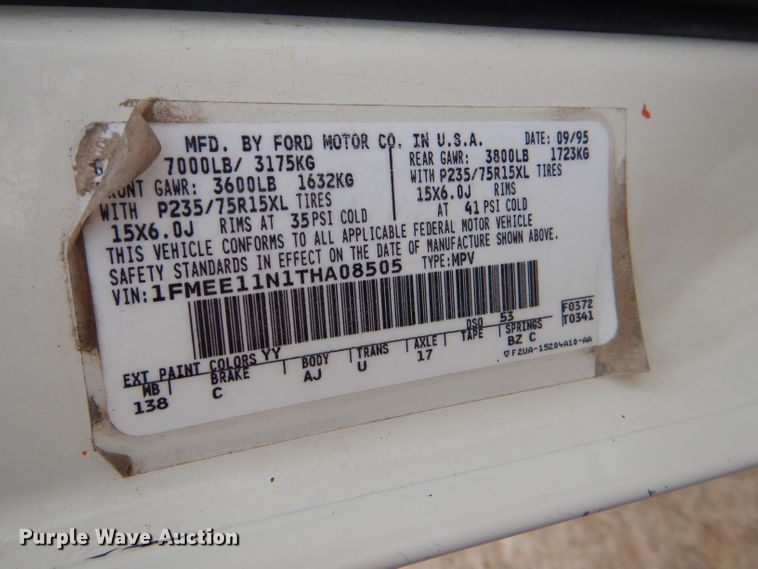 MFD. BY FORD MOTOR CO. IN U.S.A.
DATE: 09/95
7000LB/ 3175KG
FRONT GAWR: 3600LB 1632KG
WITH P235/75R15XL TIRES
15X6.0J RIMS AT 35 PSI COLD
REAR GAWR: 3800LB 1723KG
WITH P235/75R15XL TIRES
15X6.0J RIMS
AT 41 PSI COLD
THIS VEHICLE CONFORMS TO ALL APPLICABLE FEDERAL MOTOR VEHICLE
SAFETY STANDARDS IN EFFECT ON THE DATE OF MANUFACTURE SHOWN ABOVE.
VIN: 1FMEE11N1THA08505 TYPE: MPV
F0372
T0341
EXT PAINT COLORS YY DSO 53
WB BRAKE BODY TRANS AXLE TAPE SPRINGS
138 C AJ U 17 BZ C
F2UA-15204A10-AA
Purple Wave Auction